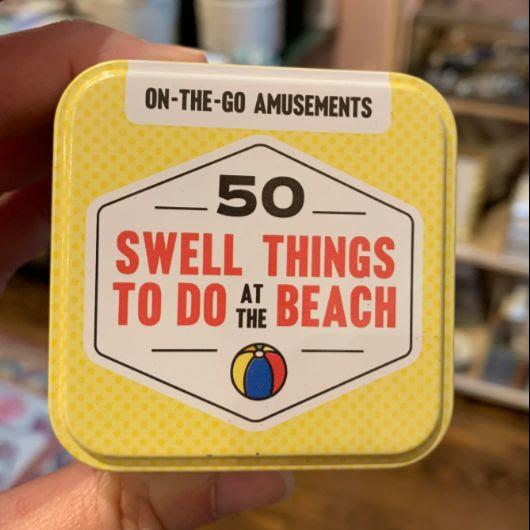 ON-THE-GO AMUSEMENTS
50
SWELL THINGS
TO DO AT THE BEACH